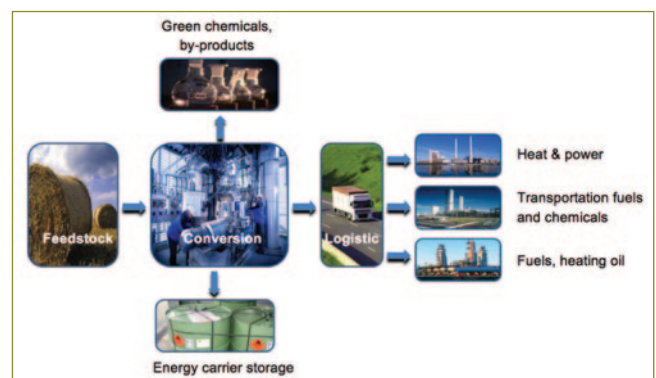 Green chemicals,
by-products
Feedstock
Conversion
Logistic
Heat & power
Transportation fuels
and chemicals
Fuels, heating oil
Energy carrier storage